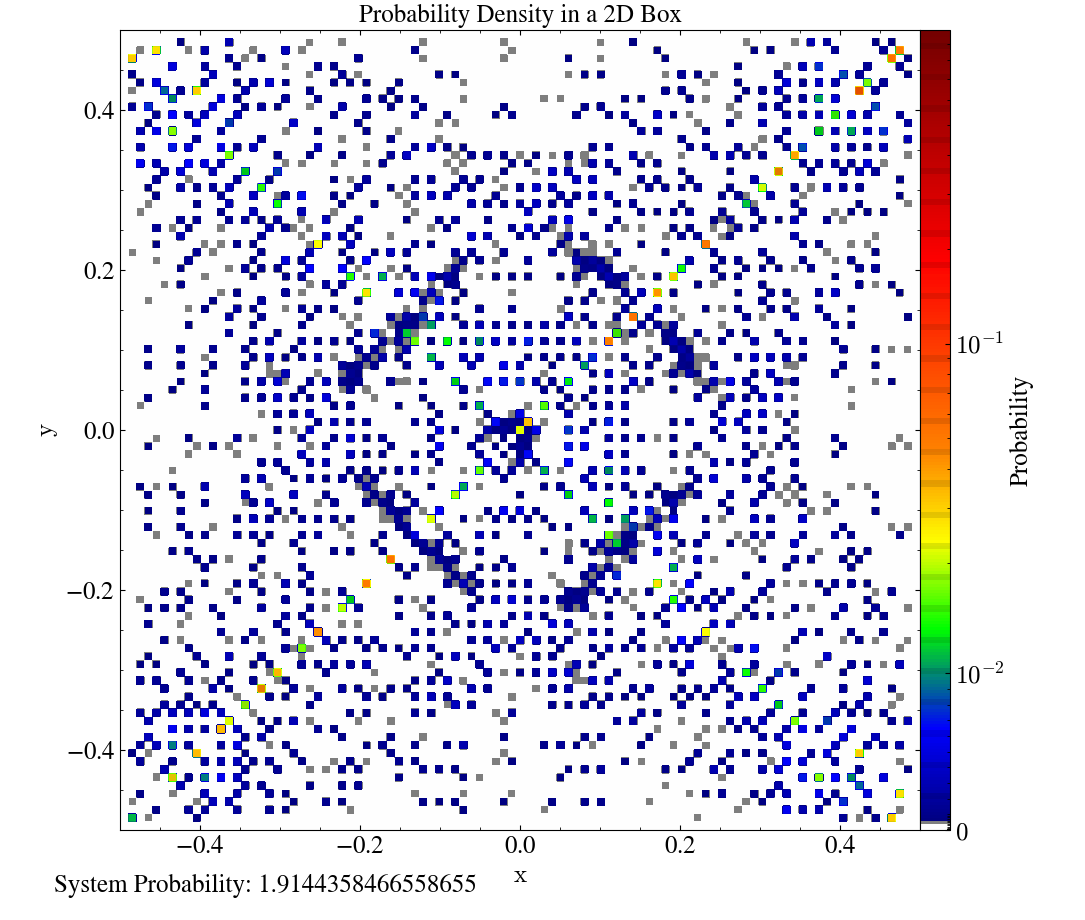 Probability Density in a 2D Box
0.4
0.2
0.0
−0.2
−0.4
y
−0.4 −0.2 0.0 0.2 0.4
x
10−1
10−2
0
Probability
System Probability: 1.9144358466558655